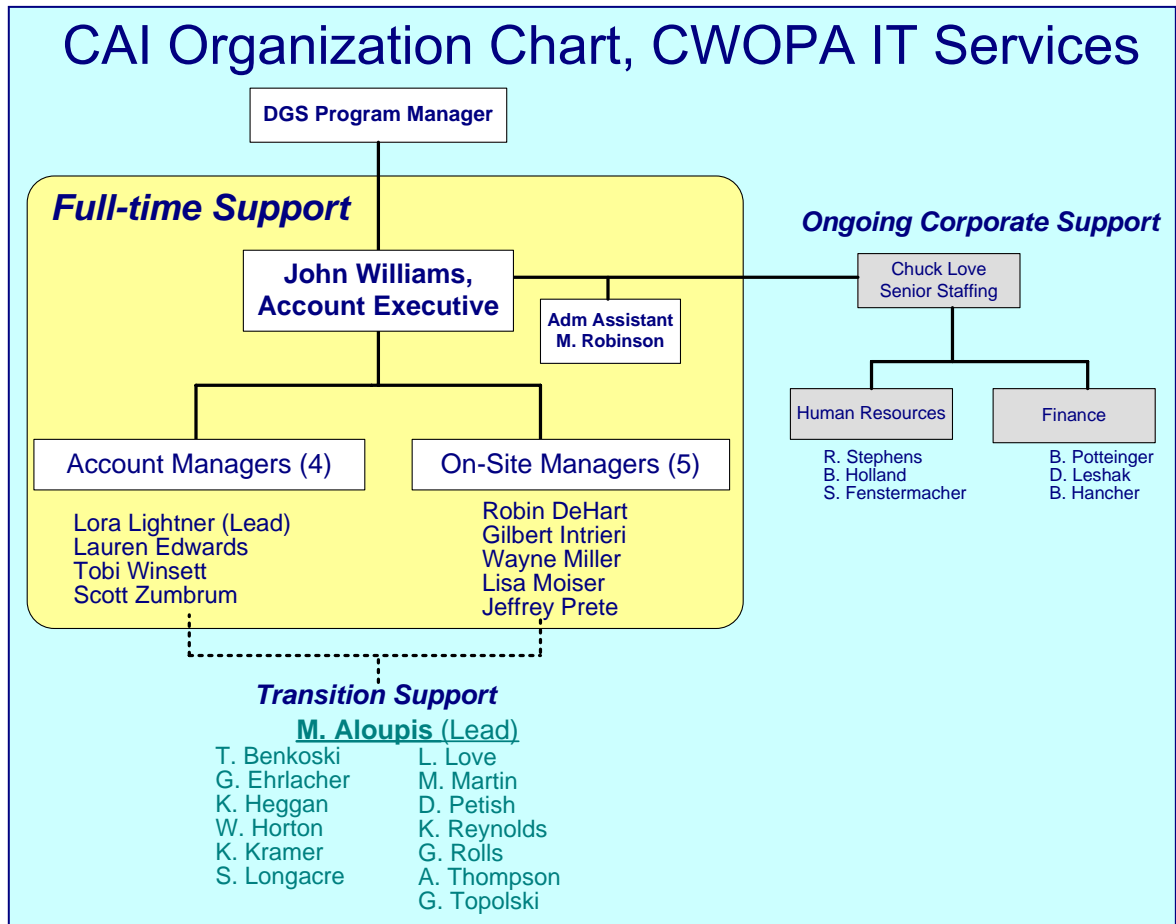 CAI Organization Chart, CWOPA IT Services
DGS Program Manager
Full-time Support
John Williams,
Account Executive
Adm Assistant
M. Robinson
Account Managers (4)
Lora Lightner (Lead)
Lauren Edwards
Tobi Winsett
Scott Zumbrum
On-Site Managers (5)
Robin DeHart
Gilbert Intrieri
Wayne Miller
Lisa Moiser
Jeffrey Prete
Ongoing Corporate Support
Chuck Love
Senior Staffing
Human Resources
R. Stephens
B. Holland
S. Fenstermacher
Finance
B. Potteinger
D. Leshak
B. Hancher
Transition Support
M. Aloupis (Lead)
T. Benkoski
G. Ehrlacher
K. Heggan
W. Horton
K. Kramer
S. Longacre
L. Love
M. Martin
D. Petish
K. Reynolds
G. Rolls
A. Thompson
G. Topolski